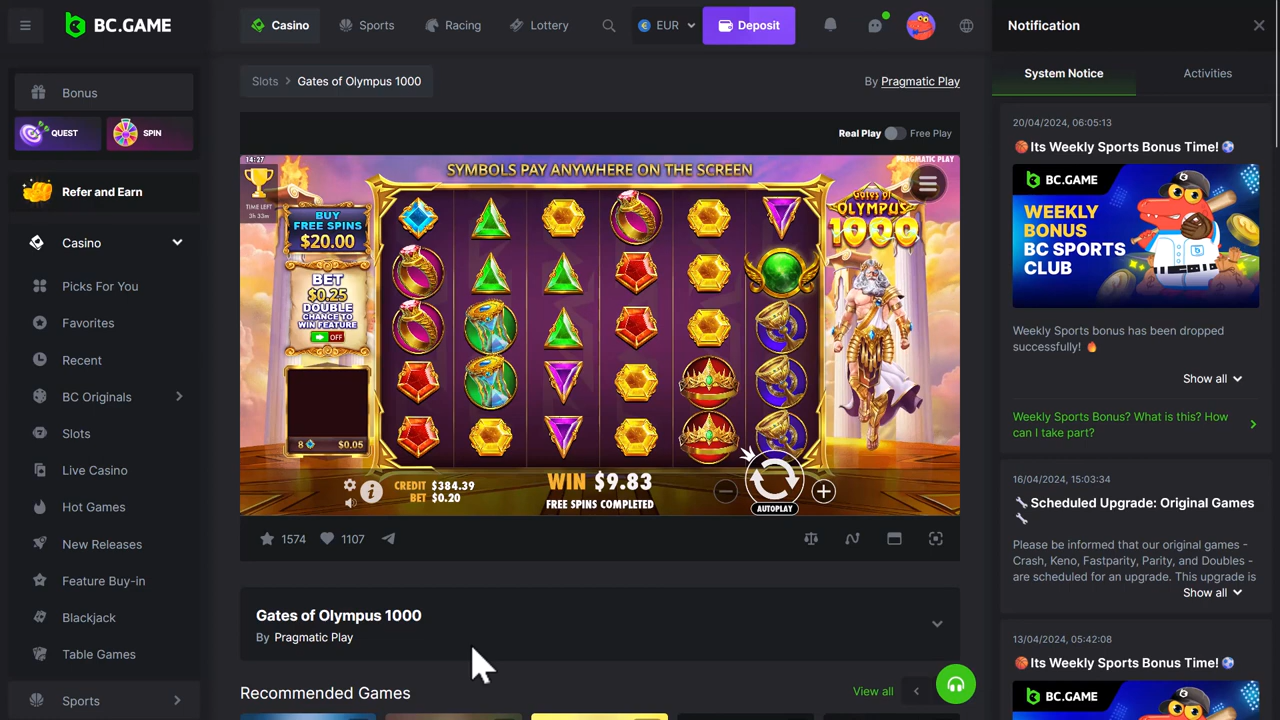 BC.GAME
Casino
Sports
Racing
Lottery
EUR
Deposit
Notification
Bonus
QUEST
SPIN
Refer and Earn
Casino
Picks For You
Favorites
Recent
BC Originals
Slots
Live Casino
Hot Games
New Releases
Feature Buy-in
Blackjack
Table Games
Sports
Slots > Gates of Olympus 1000
By Pragmatic Play
Real Play
Free Play
14:27
TIME LEFT
3h 33m
SYMBOLS PAY ANYWHERE ON THE SCREEN
PRAGMATIC PLAY
BUY
FREE SPINS
$20.00
BET
$0.25
DOUBLE
CHANCE TO
WIN FEATURE
OFF
8
$0.05
GATES OF
OLYMPUS
1000
CREDIT $384.39
BET $0.20
WIN $9.83
FREE SPINS COMPLETED
AUTOPLAY
1574
1107
Gates of Olympus 1000
By Pragmatic Play
Recommended Games
View all
System Notice
Activities
20/04/2024, 06:05:13
Its Weekly Sports Bonus Time!
BC.GAME
WEEKLY
BONUS
BC SPORTS
CLUB
Weekly Sports bonus has been dropped
successfully!
Show all
Weekly Sports Bonus? What is this? How
can I take part?
16/04/2024, 15:03:34
Scheduled Upgrade: Original Games
Please be informed that our original games -
Crash, Keno, Fastparity, Parity, and Doubles -
are scheduled for an upgrade. This upgrade is
Show all
13/04/2024, 05:42:08
Its Weekly Sports Bonus Time!
BC.GAME